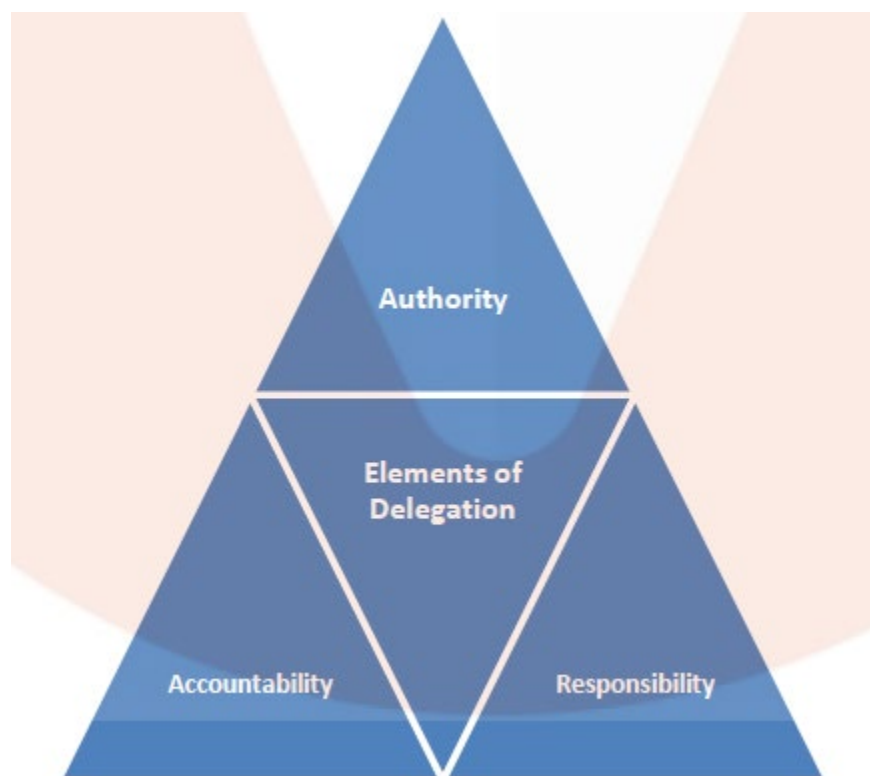 Authority
Elements of
Delegation
Accountability
Responsibility